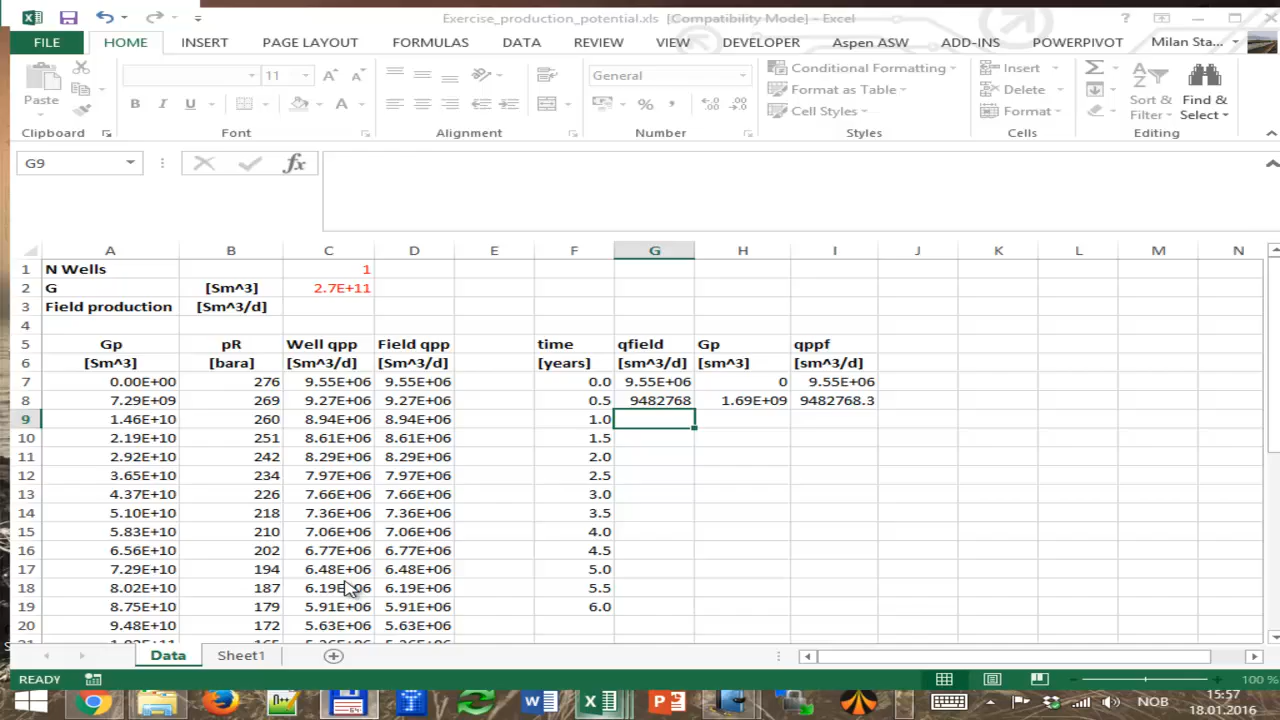 Exercise_production_potential.xls [Compatibility Mode] - Excel
FILE HOME INSERT PAGE LAYOUT FORMULAS DATA REVIEW VIEW DEVELOPER Aspen ASW ADD-INS POWERPIVOT Milan Sta...
11 A A General Conditional Formatting Insert
Paste B I U A % Format as Table Delete Sort & Find &
Cell Styles Format Filter Select
Clipboard Font Alignment Number Styles Cells Editing
G9 fx
A B C D E F G H I J K L M N
1 N Wells 1
2 G [Sm^3] 2.7E+11
3 Field production [Sm^3/d]
4
5 Gp pR Well qpp Field qpp time qfield Gp qppf
6 [Sm^3] [bara] [Sm^3/d] [Sm^3/d] [years] [Sm^3/d] [Sm^3] [Sm^3/d]
7 0.00E+00 276 9.55E+06 9.55E+06 0.0 9.55E+06 0 9.55E+06
8 7.29E+09 269 9.27E+06 9.27E+06 0.5 9482768 1.69E+09 9482768.3
9 1.46E+10 260 8.94E+06 8.94E+06 1.0
10 2.19E+10 251 8.61E+06 8.61E+06 1.5
11 2.92E+10 242 8.29E+06 8.29E+06 2.0
12 3.65E+10 234 7.97E+06 7.97E+06 2.5
13 4.37E+10 226 7.66E+06 7.66E+06 3.0
14 5.10E+10 218 7.36E+06 7.36E+06 3.5
15 5.83E+10 210 7.06E+06 7.06E+06 4.0
16 6.56E+10 202 6.77E+06 6.77E+06 4.5
17 7.29E+10 194 6.48E+06 6.48E+06 5.0
18 8.02E+10 187 6.19E+06 6.19E+06 5.5
19 8.75E+10 179 5.91E+06 5.91E+06 6.0
20 9.48E+10 172 5.63E+06 5.63E+06
Data Sheet1
READY 100 %
15:57
NOB
18.01.2016